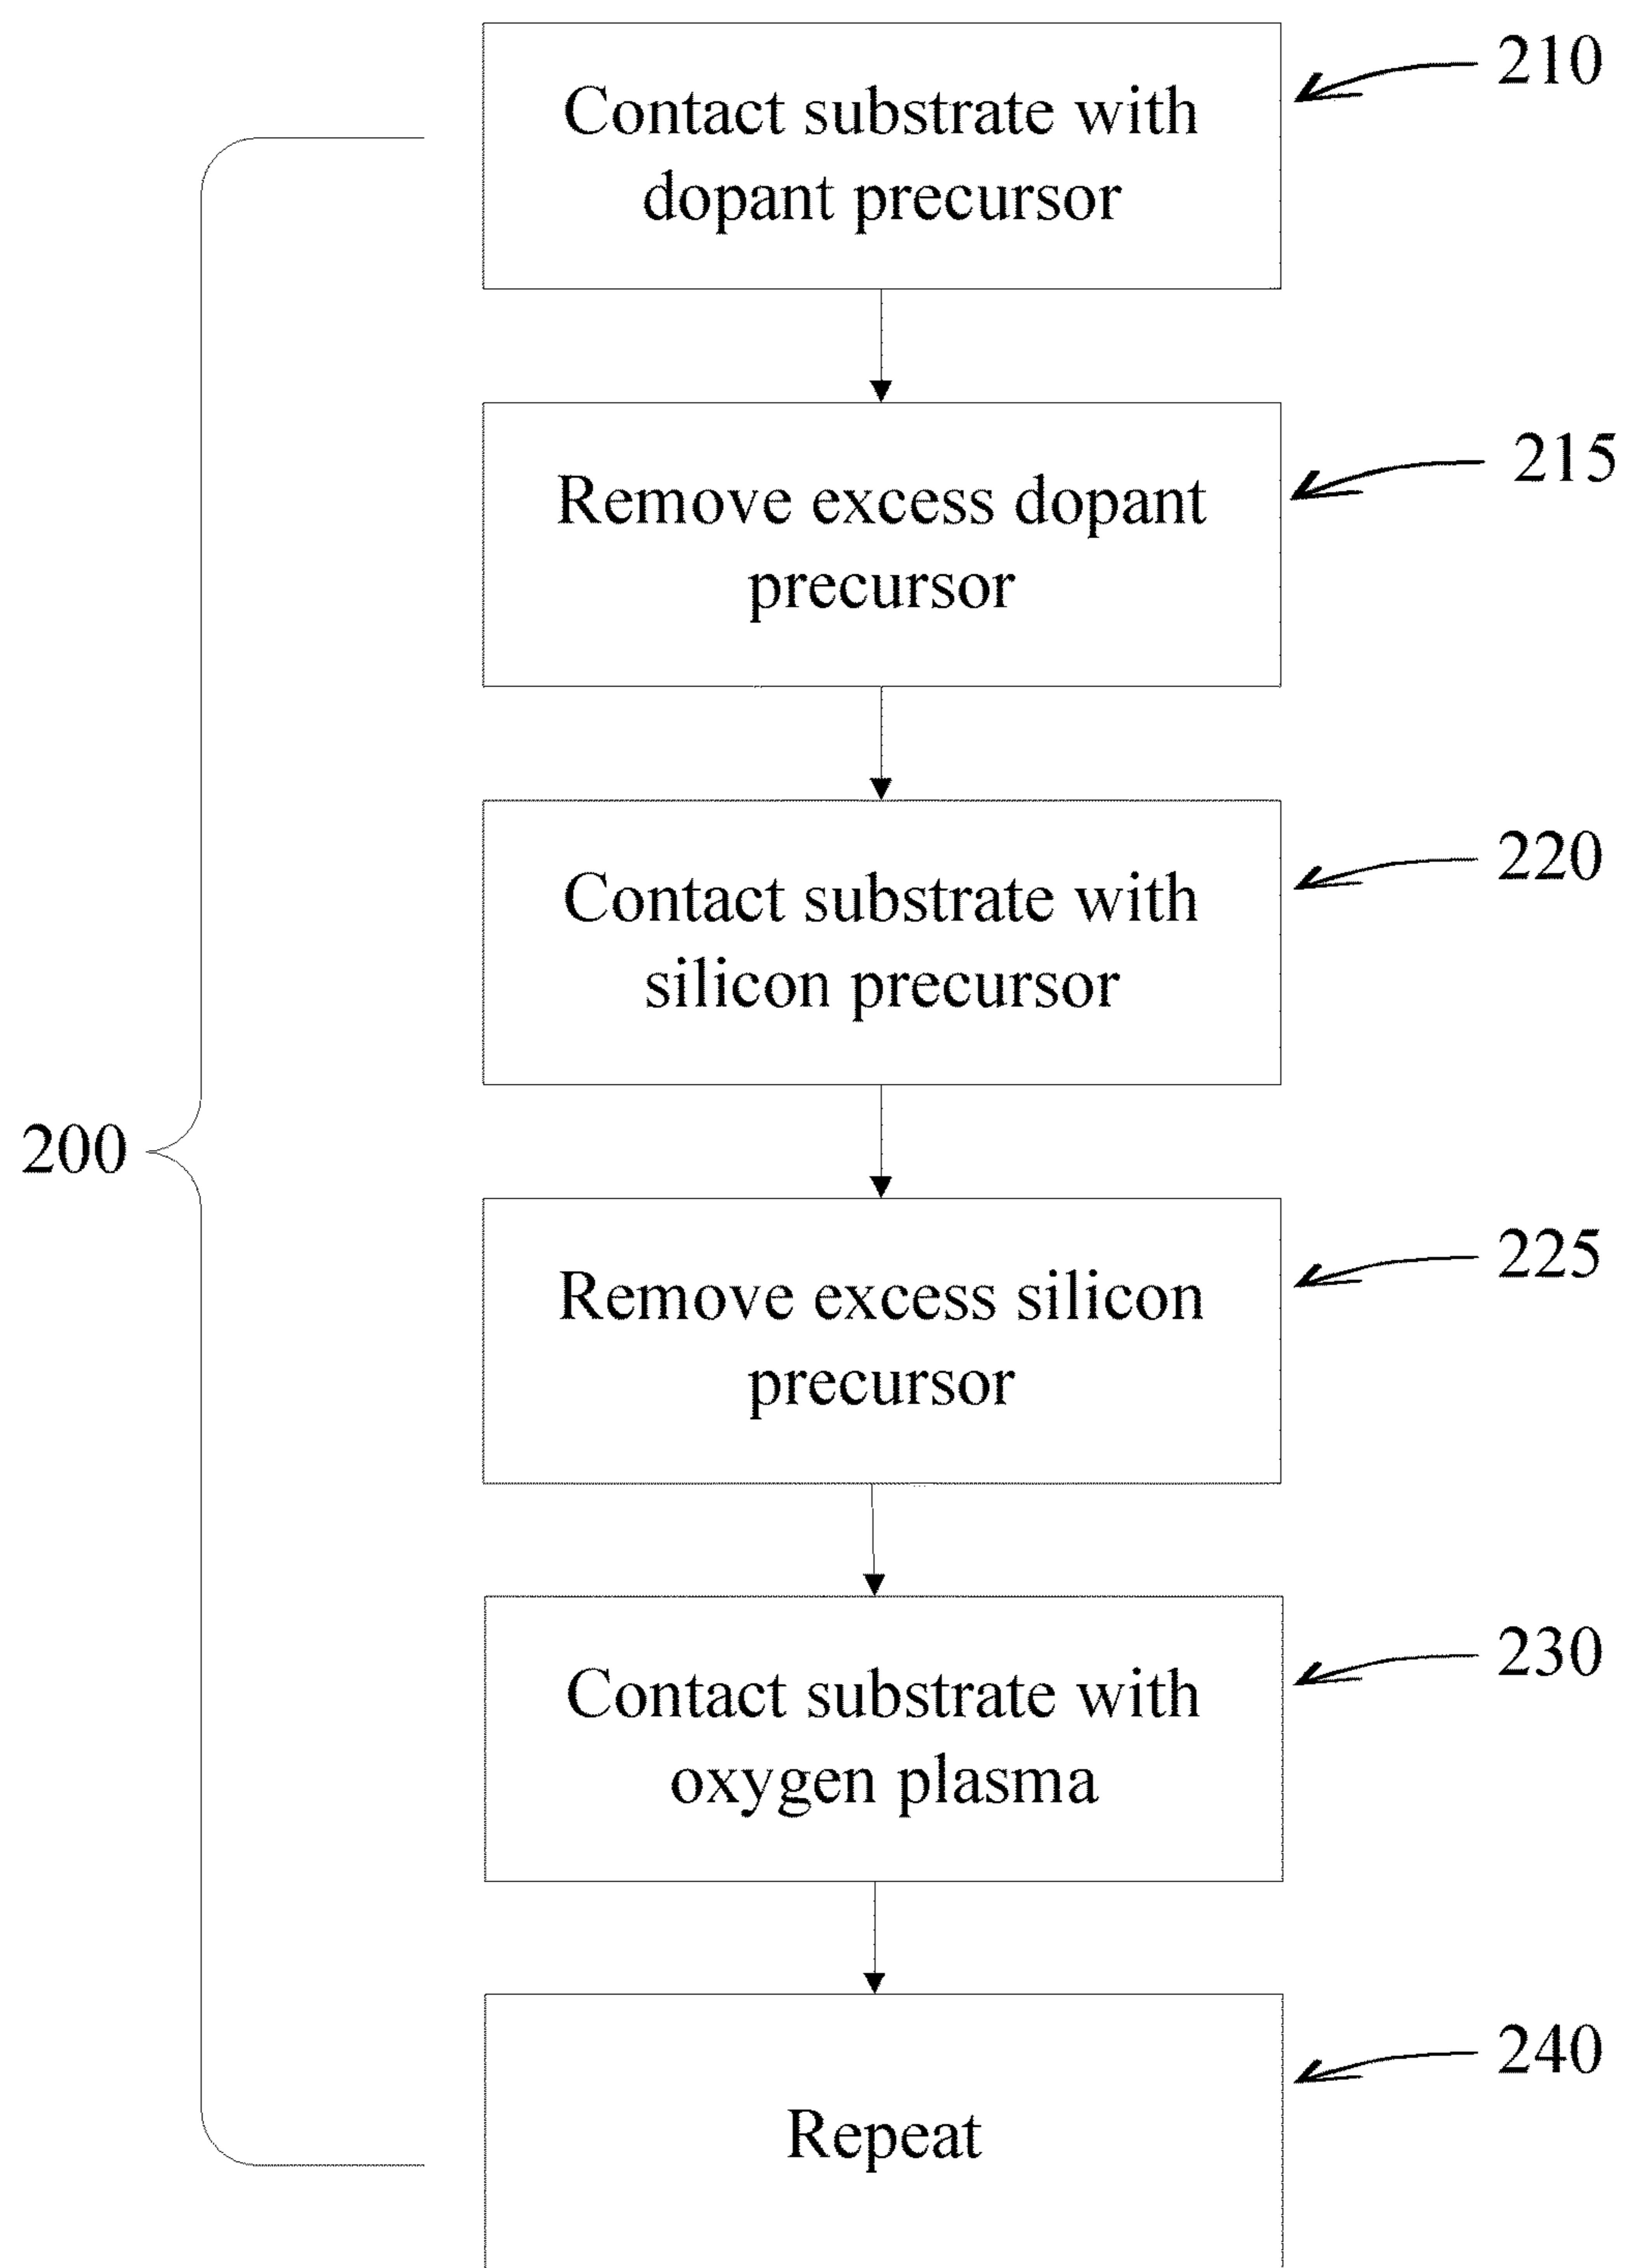 Contact substrate with
dopant precursor
210
Remove excess dopant
precursor
215
Contact substrate with
silicon precursor
220
200
Remove excess silicon
precursor
225
Contact substrate with
oxygen plasma
230
Repeat
240